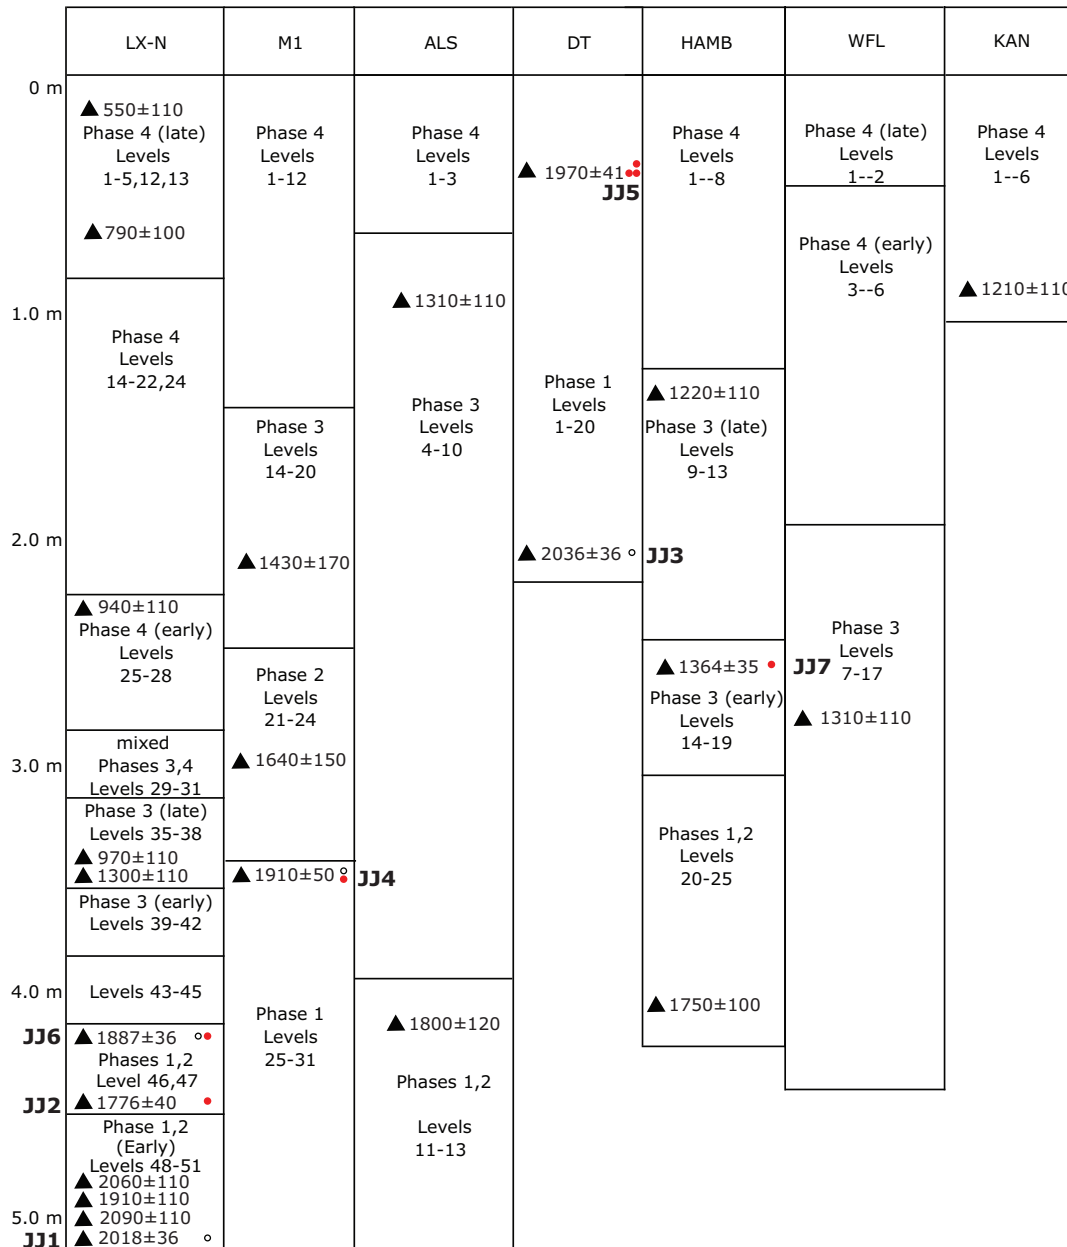 LX-N
M1
ALS
DT
HAMB
WFL
KAN
0 m
1.0 m
2.0 m
3.0 m
4.0 m
5.0 m
550±110
Phase 4 (late)
Levels
1-5,12,13
790±100
Phase 4
Levels
14-22,24
940±110
Phase 4 (early)
Levels
25-28
mixed
Phases 3,4
Levels 29-31
Phase 3 (late)
Levels 35-38
970±110
1300±110
Phase 3 (early)
Levels 39-42
Levels 43-45
JJ6
1887±36
Phases 1,2
Level 46,47
JJ2
1776±40
Phase 1,2
(Early)
Levels 48-51
2060±110
1910±110
2090±110
JJ1
2018±36
Phase 4
Levels
1-12
Phase 3
Levels
14-20
1430±170
Phase 2
Levels
21-24
1640±150
1910±50
JJ4
Phase 1
Levels
25-31
Phase 4
Levels
1-3
1310±110
Phase 3
Levels
4-10
1800±120
Phases 1,2
Levels
11-13
1970±41
JJ5
Phase 1
Levels
1-20
2036±36
JJ3
Phase 4
Levels
1--8
1220±110
Phase 3 (late)
Levels
9-13
1364±35
JJ7
Phase 3 (early)
Levels
14-19
Phases 1,2
Levels
20-25
1750±100
Phase 4 (late)
Levels
1--2
Phase 4 (early)
Levels
3--6
Phase 3
Levels
7-17
1310±110
Phase 4
Levels
1--6
1210±110